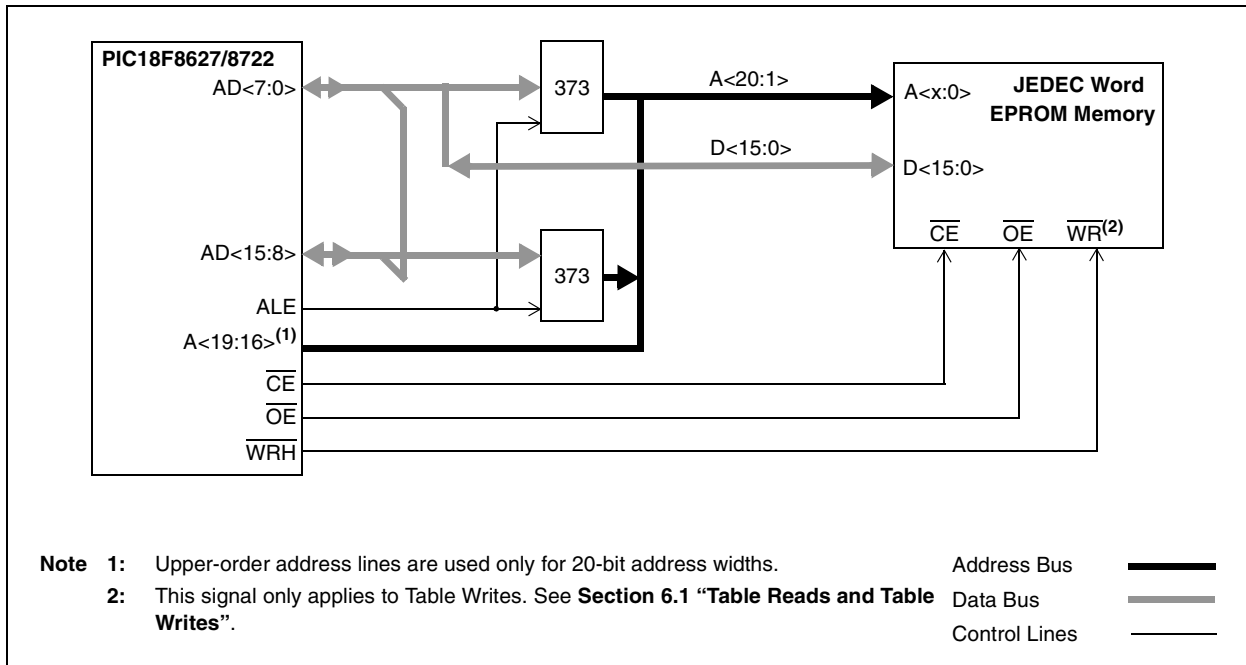 PIC18F8627/8722
AD<7:0>
373
A<20:1>
A<x:0>
JEDEC Word
EPROM Memory
D<15:0>
D<15:0>
CE OE WR(2)
AD<15:8>
373
ALE
A<19:16>(1)
CE
OE
WRH
Note 1: Upper-order address lines are used only for 20-bit address widths.
2: This signal only applies to Table Writes. See Section 6.1 “Table Reads and Table
Writes”.
Address Bus
Data Bus
Control Lines